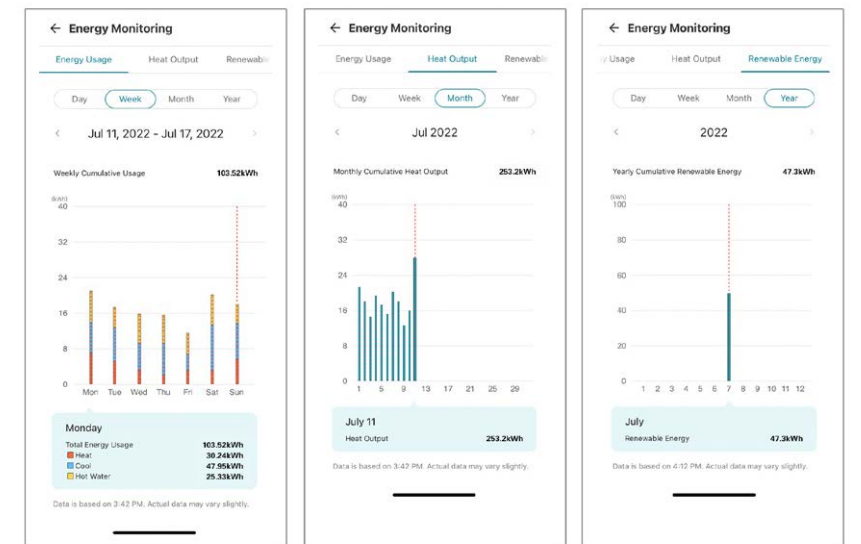 ← Energy Monitoring
Energy Usage Heat Output Renewable
Day Week Month Year
< Jul 11, 2022 - Jul 17, 2022 >
Weekly Cumulative Usage 103.52kWh
(kWh)
40
32
24
16
8
0
Mon Tue Wed Thu Fri Sat Sun
Monday
Total Energy Usage 103.52kWh
Heat 30.24kWh
Cool 47.95kWh
Hot Water 25.33kWh
Data is based on 3:42 PM. Actual data may vary slightly.
← Energy Monitoring
Energy Usage Heat Output Renewable
Day Week Month Year
< Jul 2022 >
Monthly Cumulative Heat Output 253.2kWh
(kWh)
40
32
24
16
8
0
1 5 9 13 17 21 25 29
July 11
Heat Output 253.2kWh
Data is based on 3:42 PM. Actual data may vary slightly.
← Energy Monitoring
y Usage Heat Output Renewable Energy
Day Week Month Year
< 2022 >
Yearly Cumulative Renewable Energy 47.3kWh
(kWh)
100
80
60
40
20
0
1 2 3 4 5 6 7 8 9 10 11 12
July
Renewable Energy 47.3kWh
Data is based on 4:12 PM. Actual data may vary slightly.